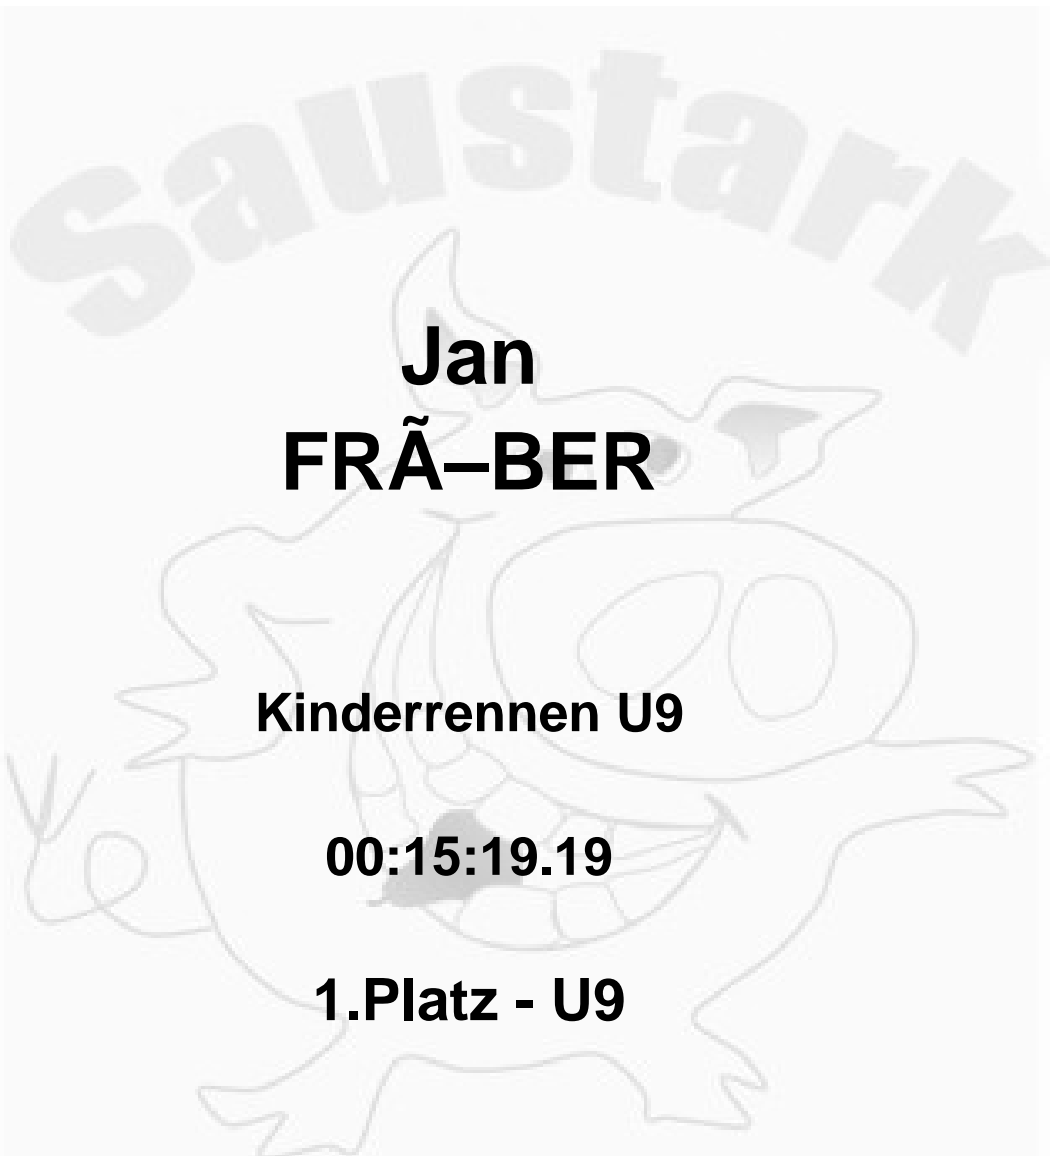 Saustark
Jan
FRÃ–BER
Kinderrennen U9
00:15:19.19
1.Platz - U9